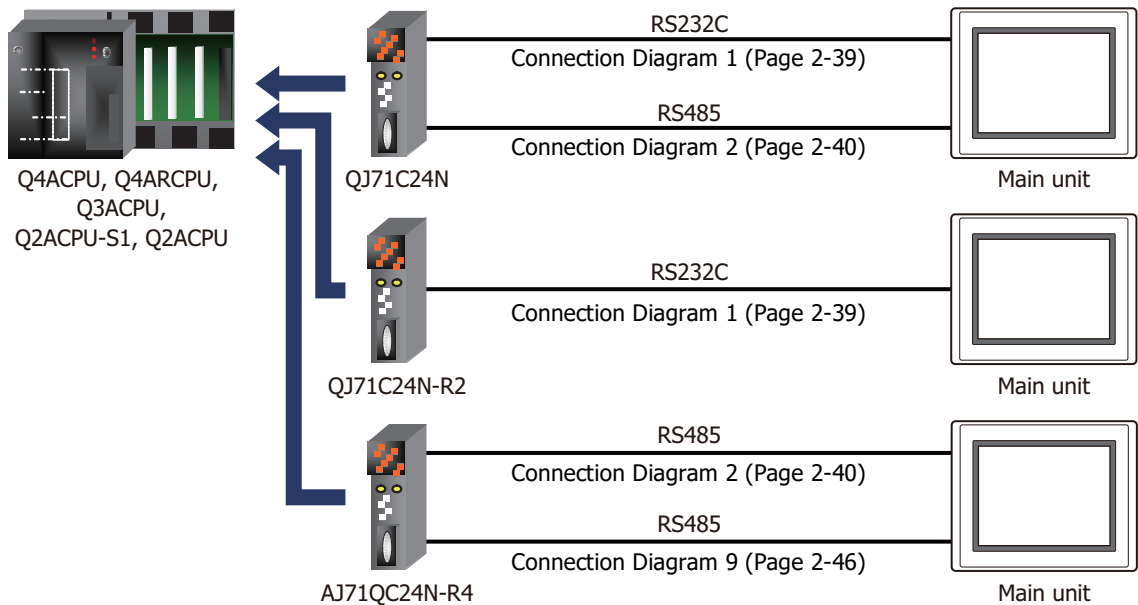 RS232C
Connection Diagram 1 (Page 2-39)
RS485
Connection Diagram 2 (Page 2-40)
Q4ACPU, Q4ARCPU,
Q3ACPU,
Q2ACPU-S1, Q2ACPU
QJ71C24N
Main unit
RS232C
Connection Diagram 1 (Page 2-39)
QJ71C24N-R2
Main unit
RS485
Connection Diagram 2 (Page 2-40)
RS485
Connection Diagram 9 (Page 2-46)
AJ71QC24N-R4
Main unit